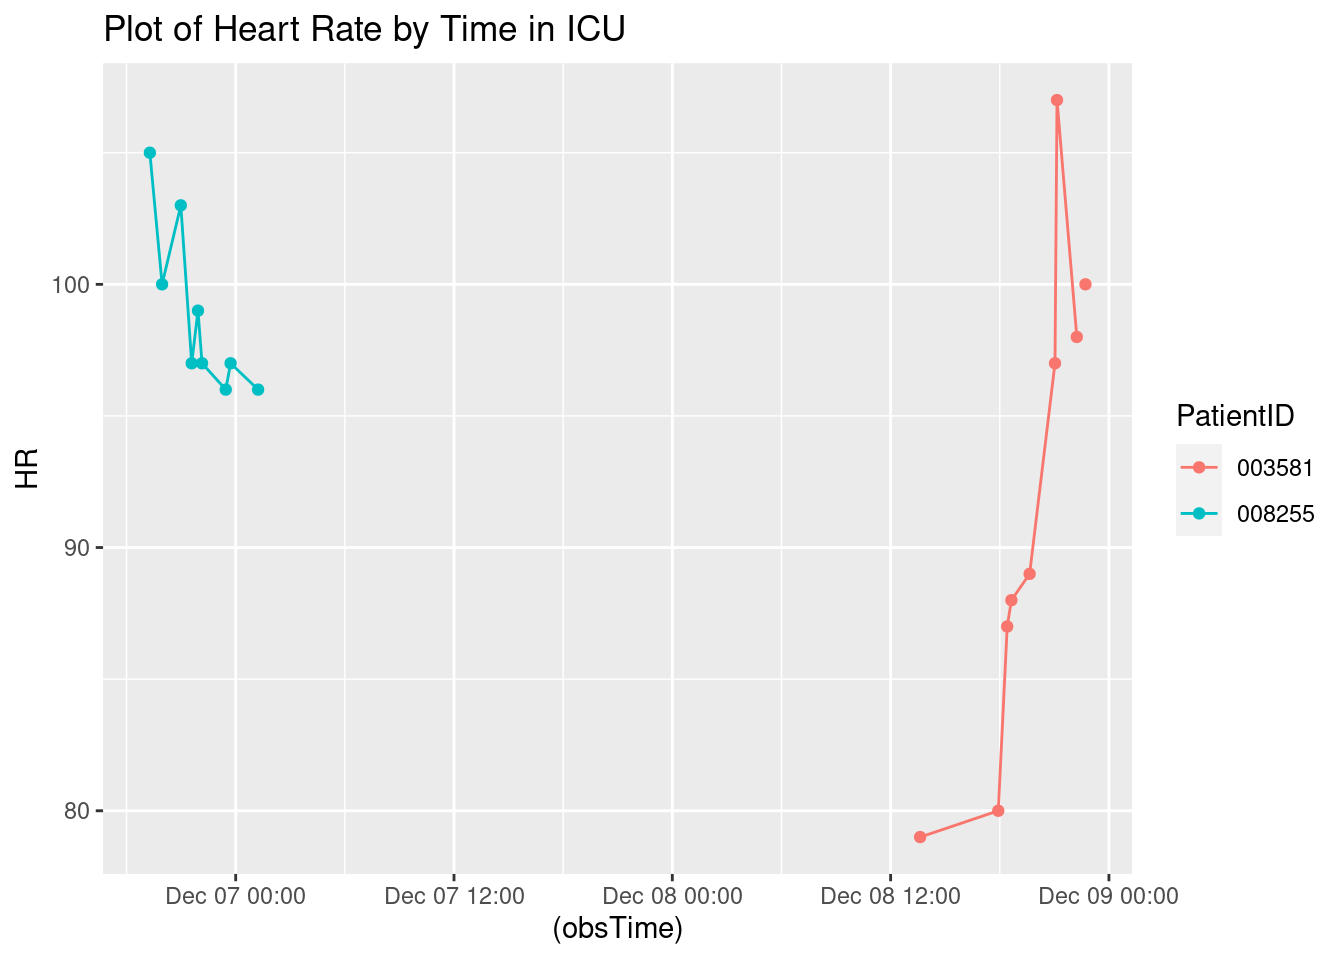 Plot of Heart Rate by Time in ICU
100
90
80
HR
Dec 07 00:00
Dec 07 12:00
Dec 08 00:00
Dec 08 12:00
Dec 09 00:00
(obsTime)
PatientID
003581
008255